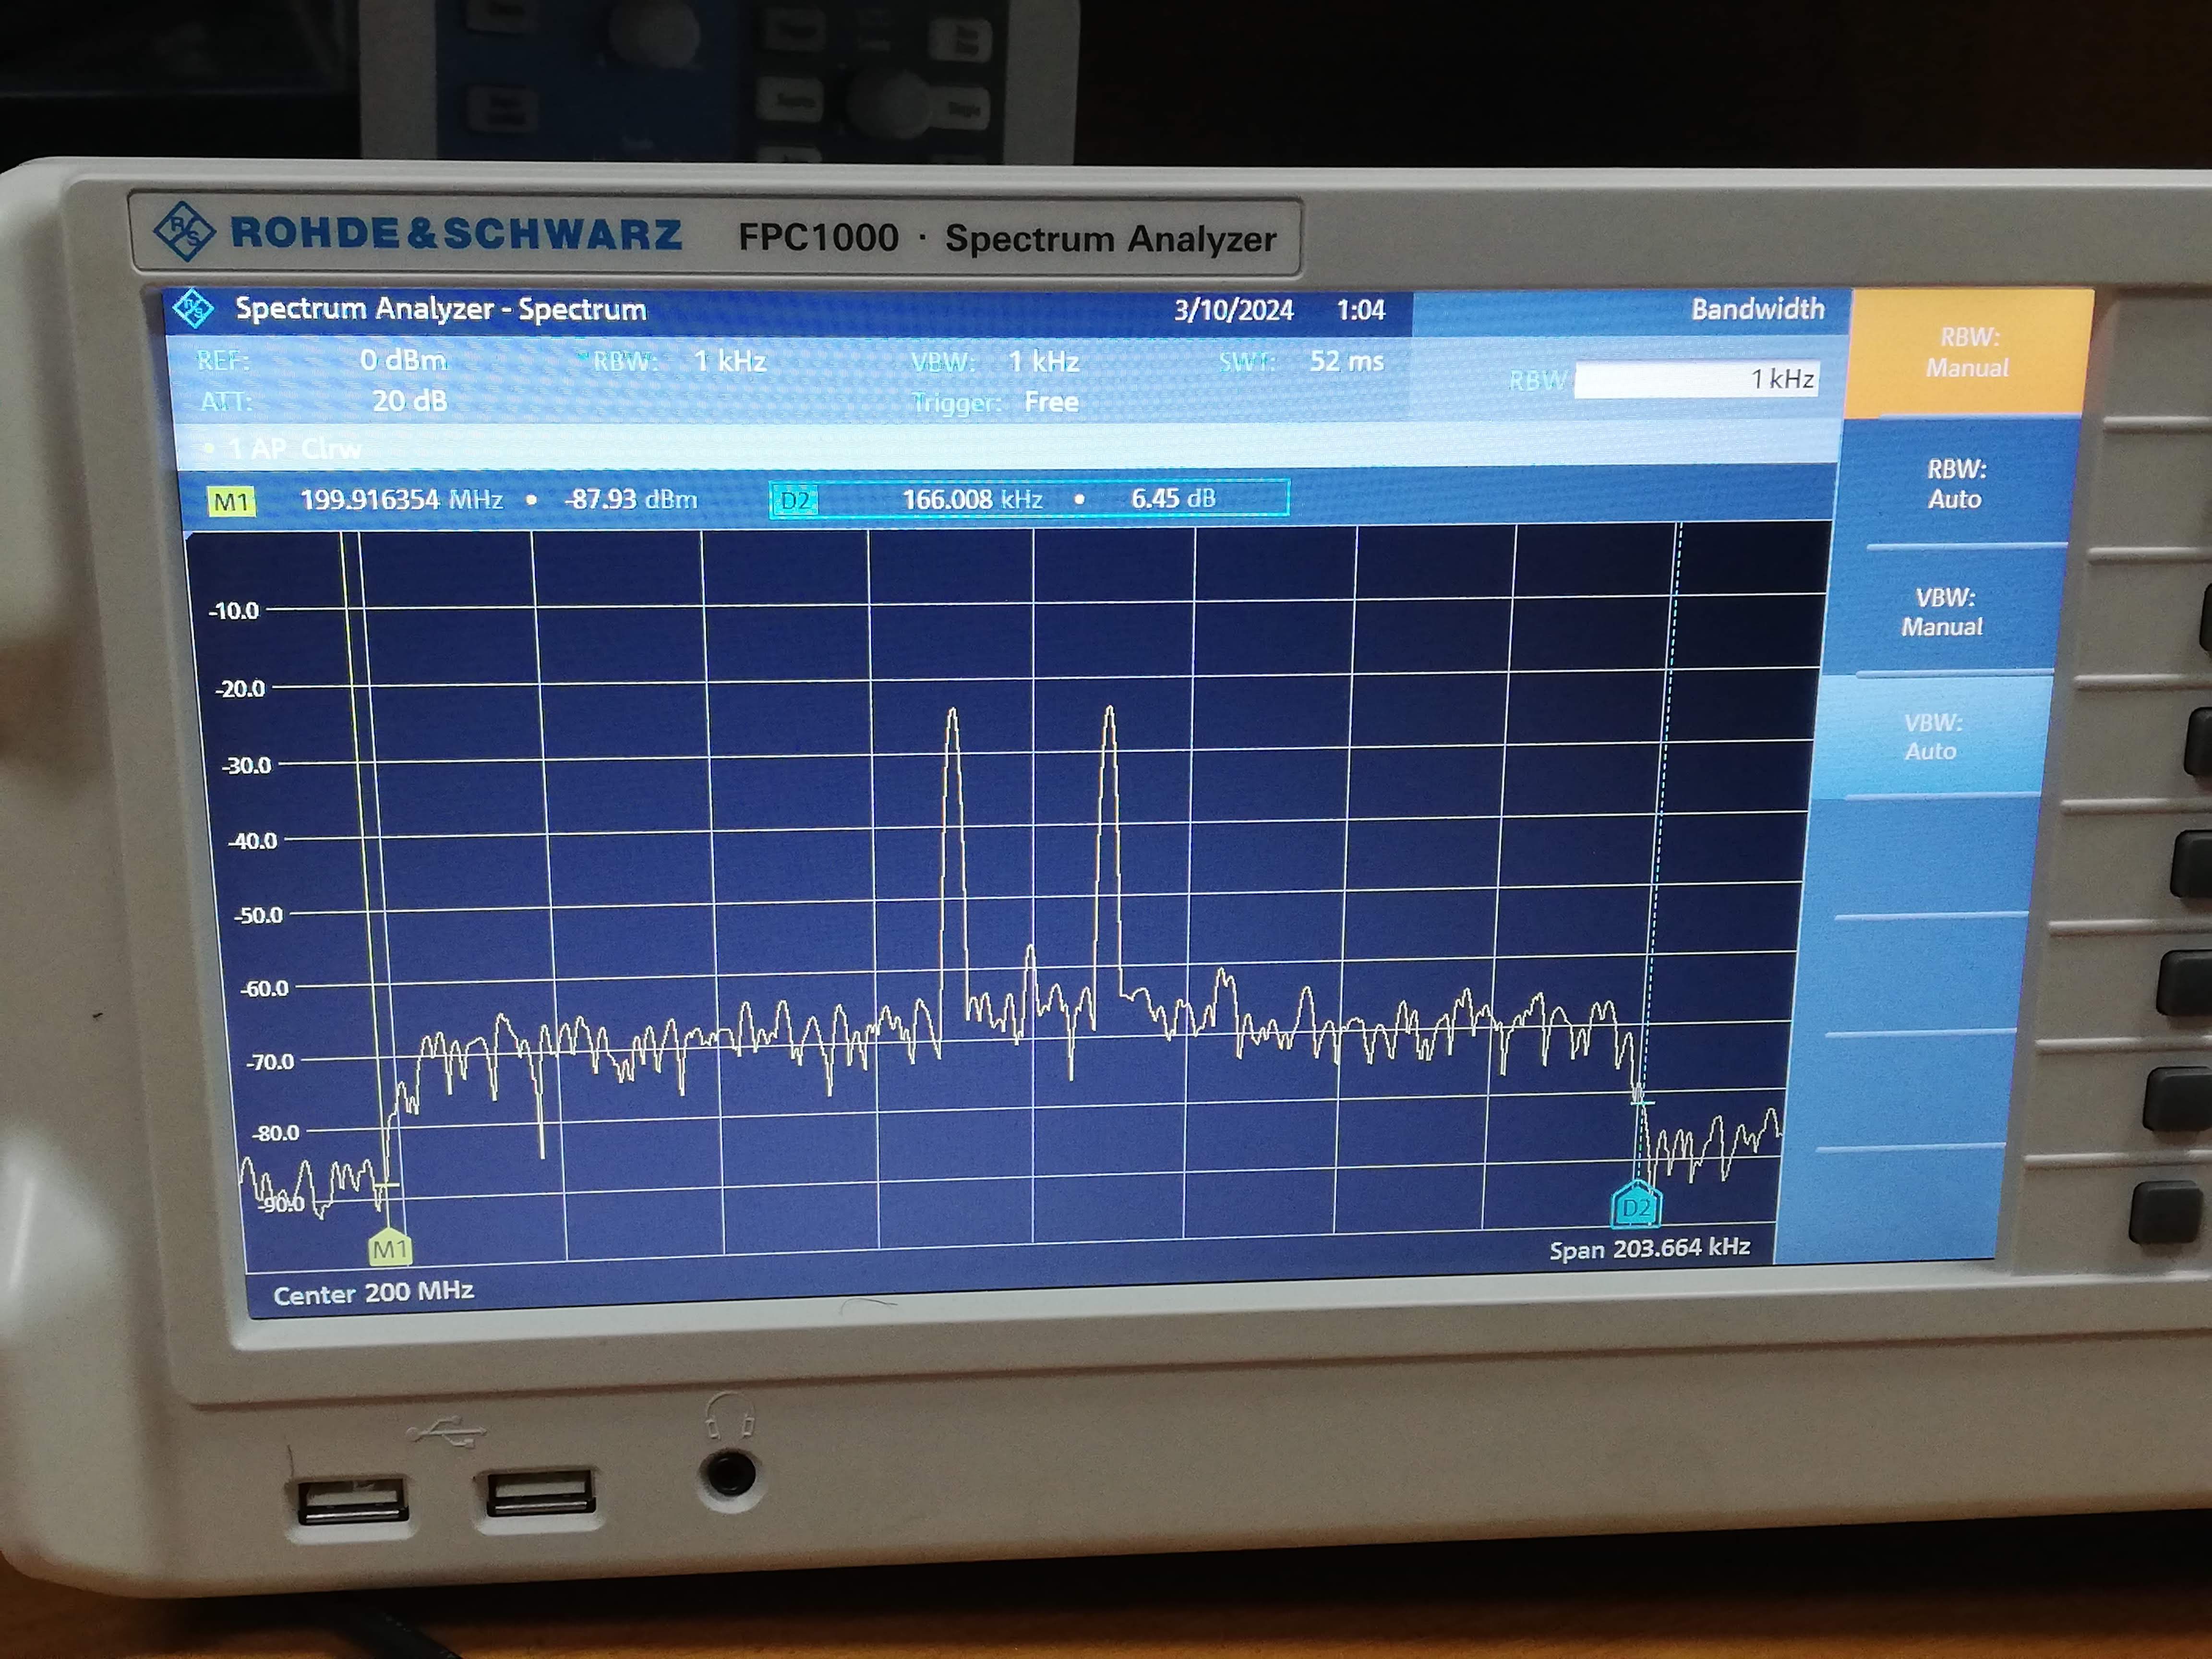 ROHDE&SCHWARZ FPC1000 · Spectrum Analyzer
Spectrum Analyzer - Spectrum 3/10/2024 1:04 Bandwidth
REF: 0 dBm RBW: 1 kHz VBW: 1 kHz SWT: 52 ms RBW 1 kHz
ATT: 20 dB Trigger: Free
• 1 AP Clrw
M1 199.916354 MHz • -87.93 dBm D2 166.008 kHz • 6.45 dB
-10.0
-20.0
-30.0
-40.0
-50.0
-60.0
-70.0
-80.0
-90.0
M1
D2
Center 200 MHz Span 203.664 kHz
RBW:
Manual
RBW:
Auto
VBW:
Manual
VBW:
Auto